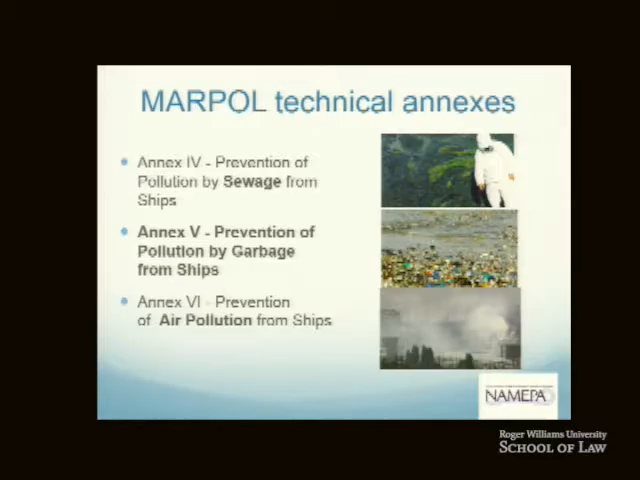 MARPOL technical annexes
Annex IV - Prevention of
Pollution by Sewage from
Ships
Annex V - Prevention of
Pollution by Garbage
from Ships
Annex VI - Prevention
of Air Pollution from Ships
NAMEPA
Roger Williams University
School of Law